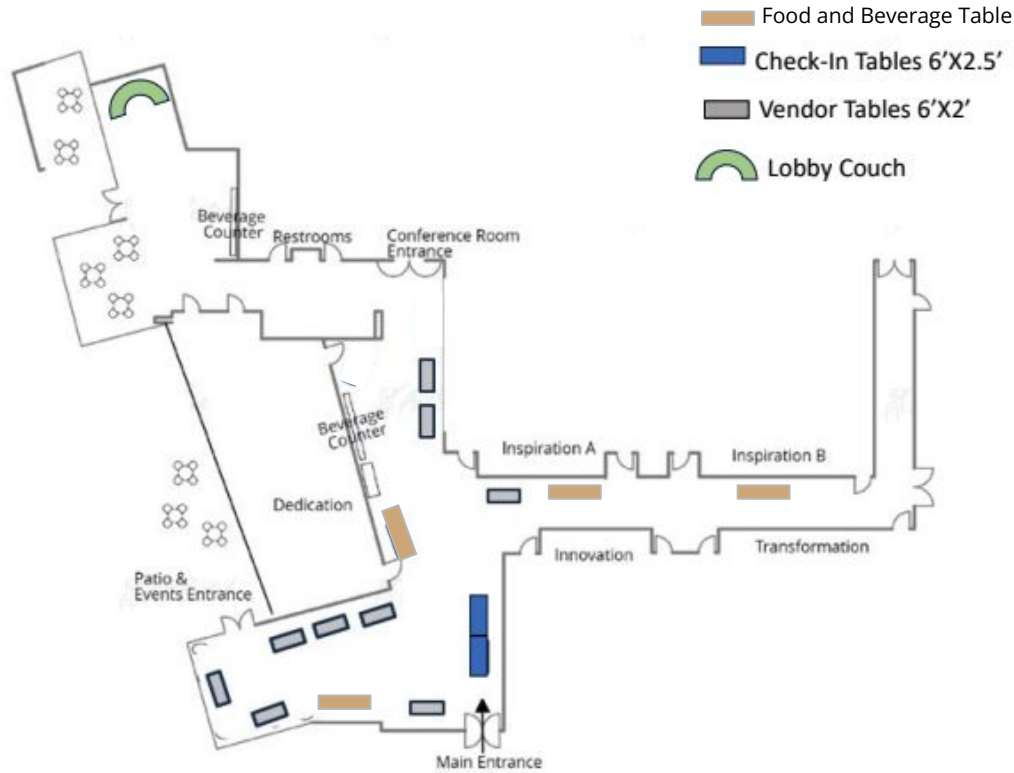 Food and Beverage Table
Check-In Tables 6’X2.5’
Vendor Tables 6’X2’
Lobby Couch
Beverage
Counter
Restrooms
Conference Room
Entrance
Beverage
Counter
Inspiration A
Inspiration B
Dedication
Innovation
Transformation
Patio &
Events Entrance
Main Entrance